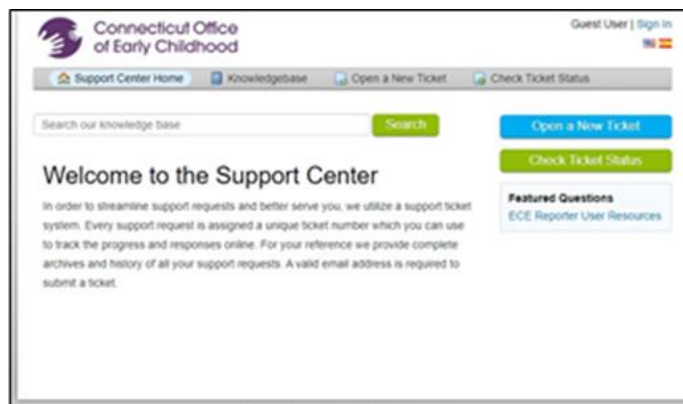 Connecticut Office
of Early Childhood
Guest User | Sign In
Support Center Home
Knowledgebase
Open a New Ticket
Check Ticket Status
Search our knowledge base
Search
Open a New Ticket
Check Ticket Status
Welcome to the Support Center
In order to streamline support requests and better serve you, we utilize a support ticket
system. Every support request is assigned a unique ticket number which you can use
to track the progress and responses online. For your reference we provide complete
archives and history of all your support requests. A valid email address is required to
submit a ticket.
Featured Questions
ECE Reporter User Resources